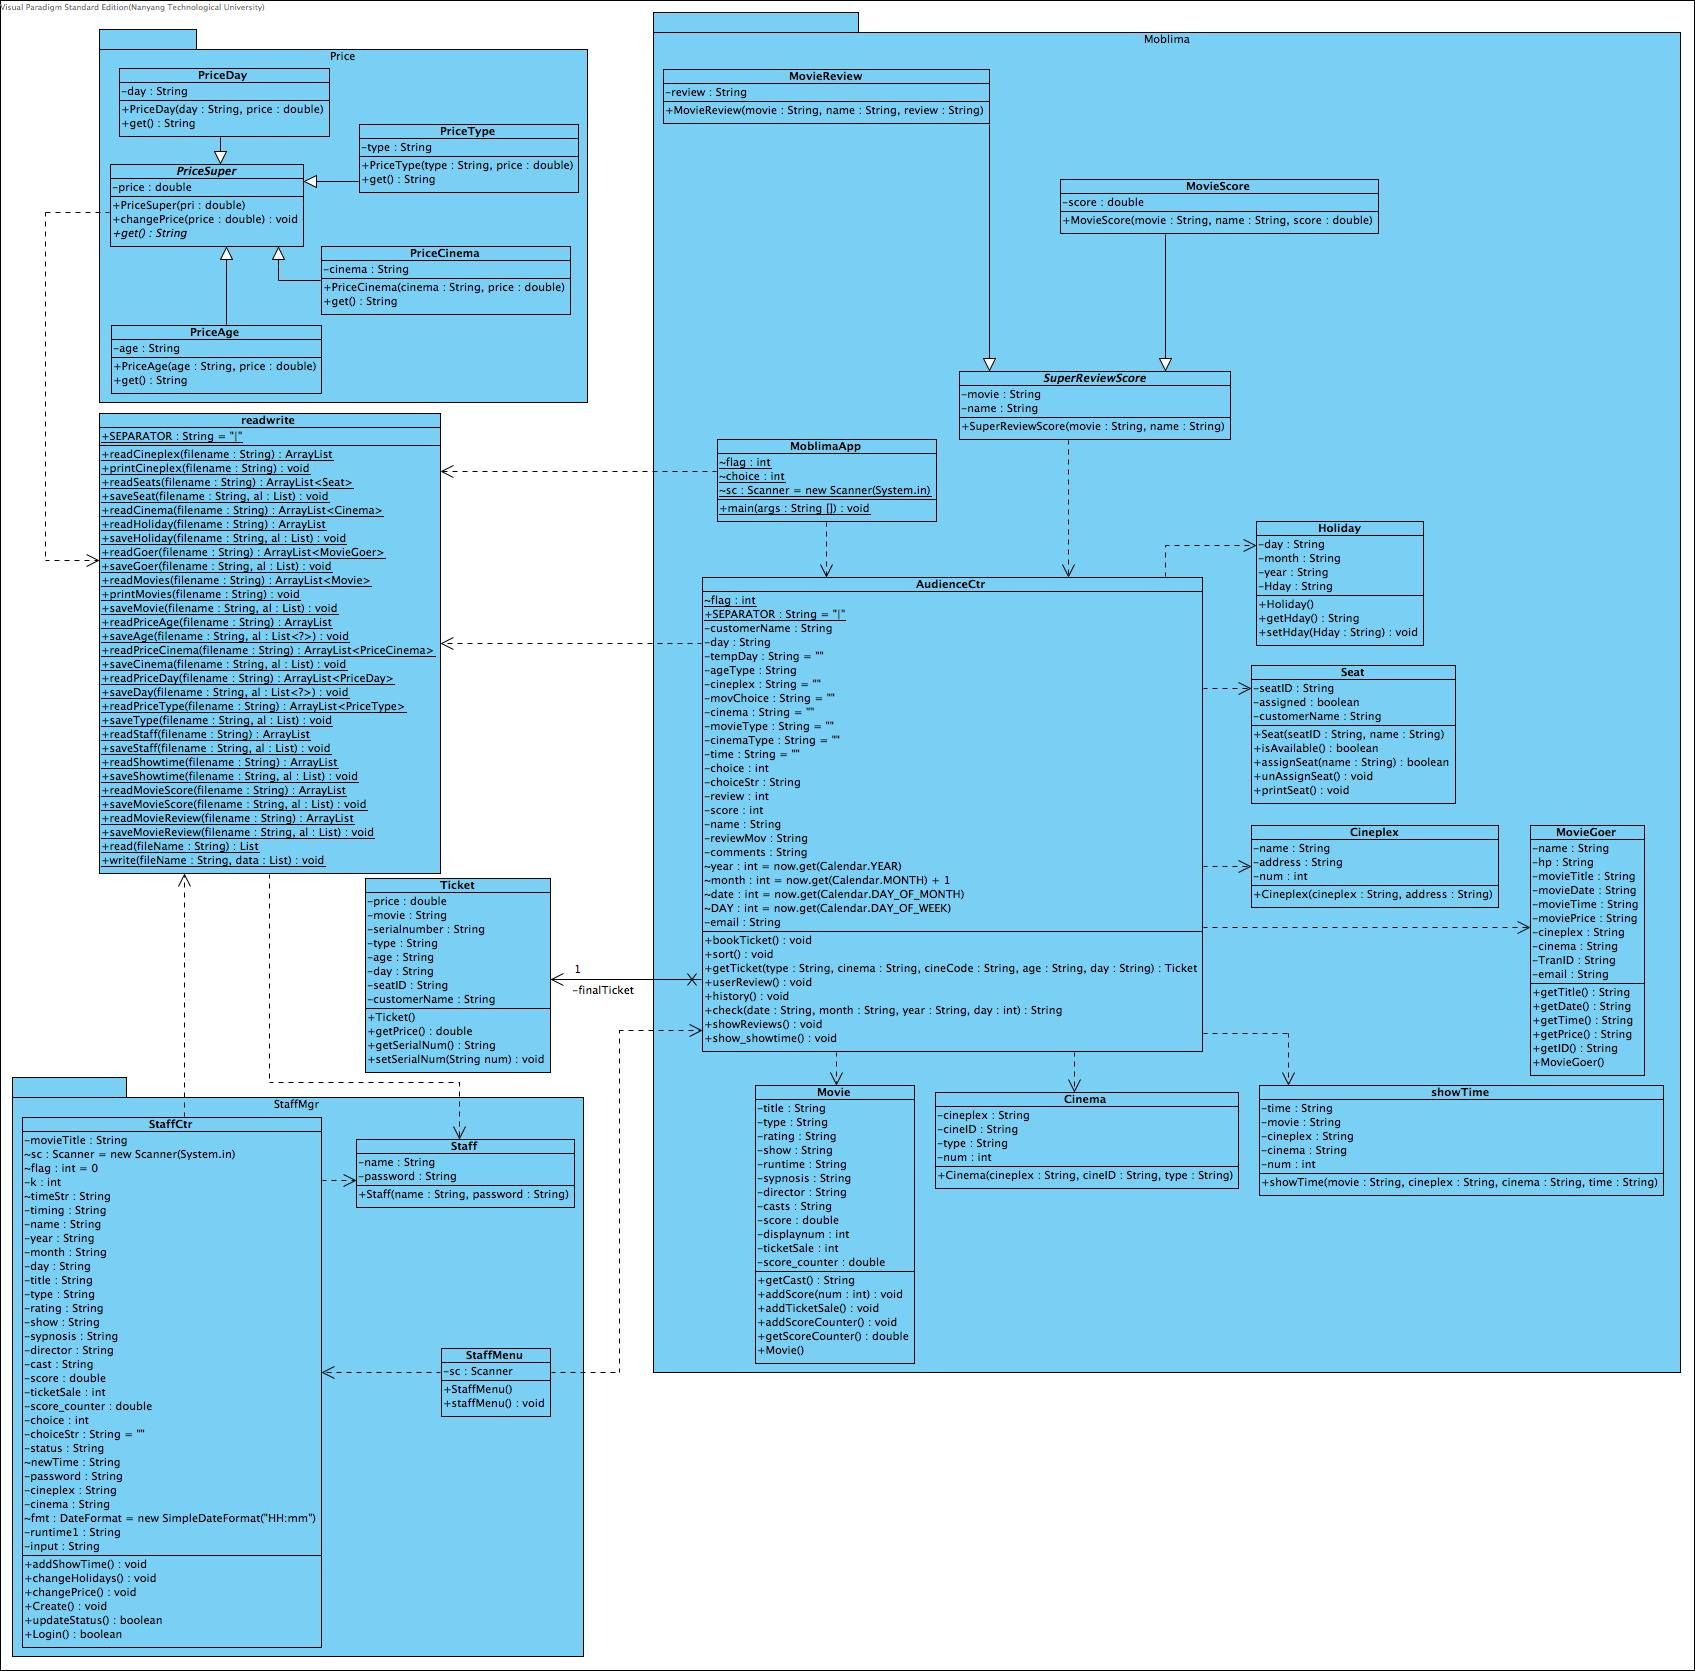 Visual Paradigm Standard Edition(Nanyang Technological University)
Price
PriceDay
-day : String
+PriceDay(day : String, price : double)
+get() : String
PriceType
-type : String
+PriceType(type : String, price : double)
+get() : String
PriceSuper
-price : double
+PriceSuper(pri : double)
+changePrice(price : double) : void
+get() : String
PriceCinema
-cinema : String
+PriceCinema(cinema : String, price : double)
+get() : String
PriceAge
-age : String
+PriceAge(age : String, price : double)
+get() : String
readwrite
+SEPARATOR : String = "|"
+readCineplex(filename : String) : ArrayList
+printCineplex(filename : String) : void
+readSeats(filename : String) : ArrayList<Seat>
+saveSeat(filename : String, al : List) : void
+readCinema(filename : String) : ArrayList<Cinema>
+readHoliday(filename : String) : ArrayList
+saveHoliday(filename : String, al : List) : void
+readGoer(filename : String) : ArrayList<MovieGoer>
+saveGoer(filename : String, al : List) : void
+readMovies(filename : String) : ArrayList<Movie>
+printMovies(filename : String) : void
+saveMovie(filename : String, al : List) : void
+readPriceAge(filename : String) : ArrayList
+saveAge(filename : String, al : List<?>) : void
+readPriceCinema(filename : String) : ArrayList<PriceCinema>
+saveCinema(filename : String, al : List) : void
+readPriceDay(filename : String) : ArrayList<PriceDay>
+saveDay(filename : String, al : List<?>) : void
+readPriceType(filename : String) : ArrayList<PriceType>
+saveType(filename : String, al : List) : void
+readStaff(filename : String) : ArrayList
+saveStaff(filename : String, al : List) : void
+readShowtime(filename : String) : ArrayList
+saveShowtime(filename : String, al : List) : void
+readMovieScore(filename : String) : ArrayList
+saveMovieScore(filename : String, al : List) : void
+readMovieReview(filename : String) : ArrayList
+saveMovieReview(filename : String, al : List) : void
+read(fileName : String) : List
+write(fileName : String, data : List) : void
Ticket
-price : double
-movie : String
-serialnumber : String
-type : String
-age : String
-day : String
-seatID : String
-customerName : String
+Ticket()
+getPrice() : double
+getSerialNum() : String
+setSerialNum(String num) : void
1
-finalTicket
StaffMgr
StaffCtr
-movieTitle : String
~sc : Scanner = new Scanner(System.in)
~flag : int = 0
-k : int
~timeStr : String
-timing : String
-name : String
-year : String
-month : String
-day : String
-title : String
-type : String
-rating : String
-show : String
-sypnosis : String
-director : String
-cast : String
-score : double
-ticketSale : int
-score_counter : double
-choice : int
-choiceStr : String = ""
-status : String
~newTime : String
-password : String
-cineplex : String
-cinema : String
~fmt : DateFormat = new SimpleDateFormat("HH:mm")
-runtime1 : String
-input : String
+addShowTime() : void
+changeHolidays() : void
+changePrice() : void
+Create() : void
+updateStatus() : boolean
+Login() : boolean
Staff
-name : String
-password : String
+Staff(name : String, password : String)
StaffMenu
-sc : Scanner
+StaffMenu()
+staffMenu() : void
Moblima
MovieReview
-review : String
+MovieReview(movie : String, name : String, review : String)
MovieScore
-score : double
+MovieScore(movie : String, name : String, score : double)
SuperReviewScore
-movie : String
-name : String
+SuperReviewScore(movie : String, name : String)
MoblimaApp
~flag : int
~choice : int
~sc : Scanner = new Scanner(System.in)
+main(args : String []) : void
AudienceCtr
~flag : int
+SEPARATOR : String = "|"
-customerName : String
-day : String
-tempDay : String = ""
-ageType : String
-cineplex : String = ""
-movChoice : String = ""
-cinema : String = ""
-movieType : String = ""
-cinemaType : String = ""
-time : String = ""
-choice : int
-choiceStr : String
-review : int
-score : int
-name : String
-reviewMov : String
-comments : String
~year : int = now.get(Calendar.YEAR)
~month : int = now.get(Calendar.MONTH) + 1
~date : int = now.get(Calendar.DAY_OF_MONTH)
~DAY : int = now.get(Calendar.DAY_OF_WEEK)
-email : String
+bookTicket() : void
+sort() : void
+getTicket(type : String, cinema : String, cineCode : String, age : String, day : String) : Ticket
+userReview() : void
+history() : void
+check(date : String, month : String, year : String, day : int) : String
+showReviews() : void
+show_showtime() : void
Holiday
-day : String
-month : String
-year : String
-Hday : String
+Holiday()
+getHday() : String
+setHday(Hday : String) : void
Seat
-seatID : String
-assigned : boolean
-customerName : String
+Seat(seatID : String, name : String)
+isAvailable() : boolean
+assignSeat(name : String) : boolean
+unAssignSeat() : void
+printSeat() : void
Cineplex
-name : String
-address : String
-num : int
+Cineplex(cineplex : String, address : String)
MovieGoer
-name : String
-hp : String
-movieTitle : String
-movieDate : String
-movieTime : String
-moviePrice : String
-cineplex : String
-cinema : String
-TranID : String
-email : String
+getTitle() : String
+getDate() : String
+getTime() : String
+getPrice() : String
+getID() : String
+MovieGoer()
Movie
-title : String
-type : String
-rating : String
-show : String
-runtime : String
-sypnosis : String
-director : String
-casts : String
-score : double
-displaynum : int
-ticketSale : int
-score_counter : double
+getCast() : String
+addScore(num : int) : void
+addTicketSale() : void
+addScoreCounter() : void
+getScoreCounter() : double
+Movie()
Cinema
-cineplex : String
-cineID : String
-type : String
-num : int
+Cinema(cineplex : String, cineID : String, type : String)
showTime
-time : String
-movie : String
-cineplex : String
-cinema : String
-num : int
+showTime(movie : String, cineplex : String, cinema : String, time : String)